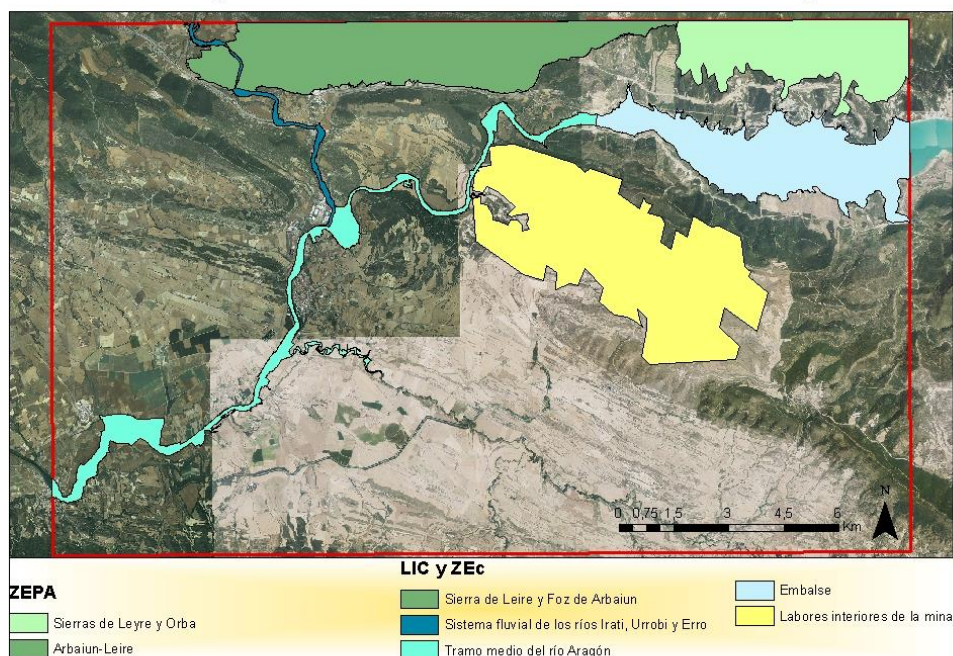 N
0 0,75 1,5 3 4,5 6
Km
ZEPA
Sierras de Leyre y Orba
Arbaiun-Leire
LIC y ZEc
Sierra de Leire y Foz de Arbaiun
Sistema fluvial de los ríos Irati, Urrobi y Erro
Tramo medio del río Aragón
Embalse
Labores interiores de la mina